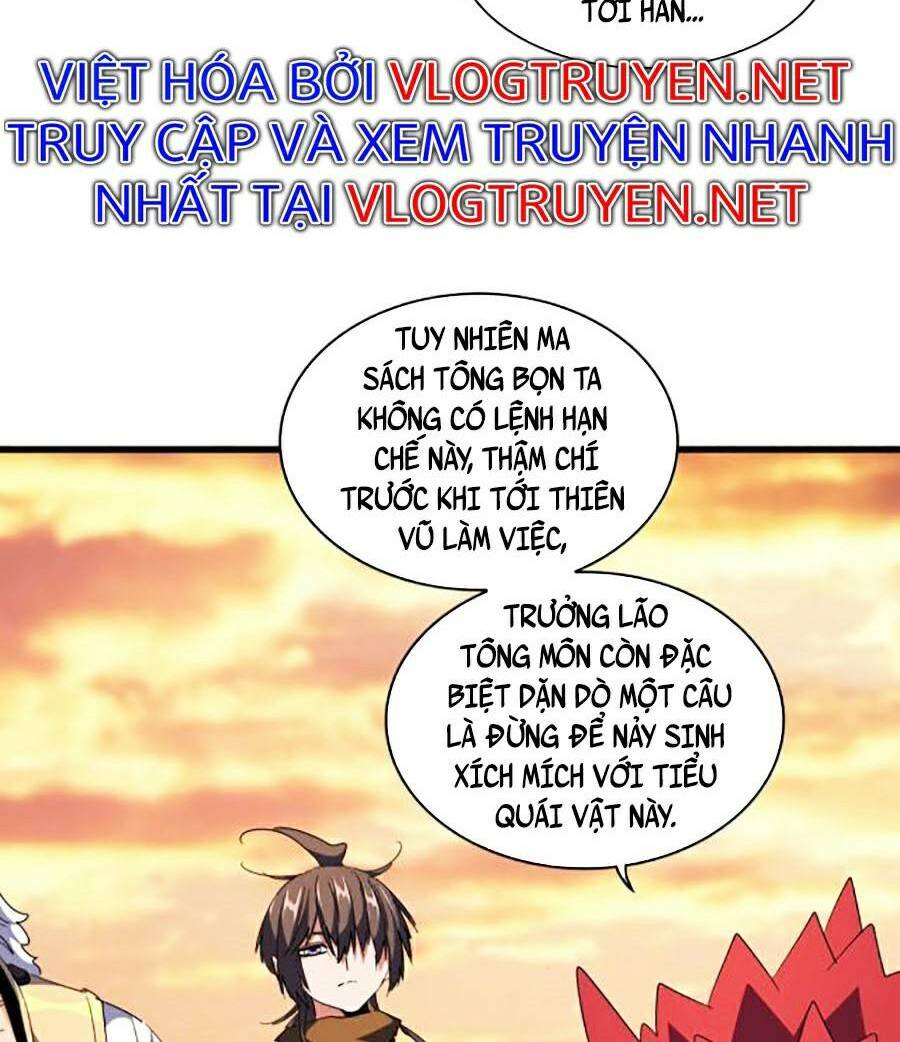 TỚI HẠN...
VIỆT HÓA BỞI VLOGTRUYEN.NET
TRUY CẬP VÀ XEM TRUYỆN NHANH
NHẤT TẠI VLOGTRUYEN.NET
TUY NHIÊN MA
SÁCH TÔNG BỌN TA
KHÔNG CÓ LỆNH HẠN
CHẾ NÀY, THẬM CHÍ
TRƯỚC KHI TỚI THIÊN
VŨ LÀM VIỆC,
TRƯỞNG LÃO
TÔNG MÔN CÒN ĐẶC
BIỆT DẶN DÒ MỘT CÂU
LÀ ĐỪNG ĐỂ NẢY SINH
XÍCH MÍCH VỚI TIỂU
QUÁI VẬT NÀY.